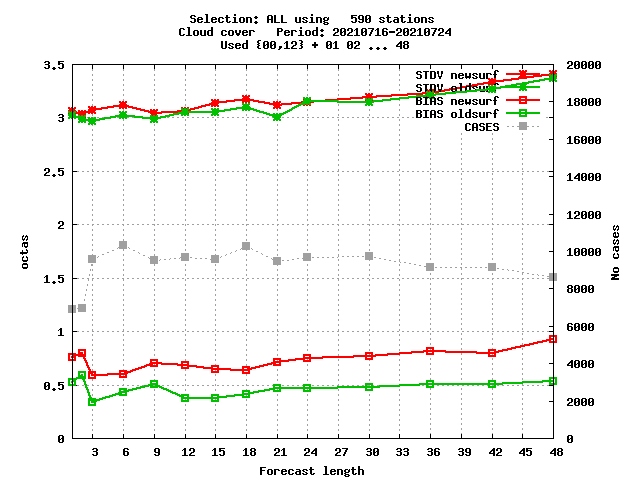 Selection: ALL using   590 stations
Cloud cover   Period: 20210716-20210724
Used {00,12} + 01 02 ... 48
3.5
3
2.5
2
1.5
1
0.5
0
octas
STDV newsurf
STDV oldsurf
BIAS newsurf
BIAS oldsurf
CASES
20000
18000
16000
14000
12000
10000
8000
6000
4000
2000
0
No cases
3 6 9 12 15 18 21 24 27 30 33 36 39 42 45 48
Forecast length